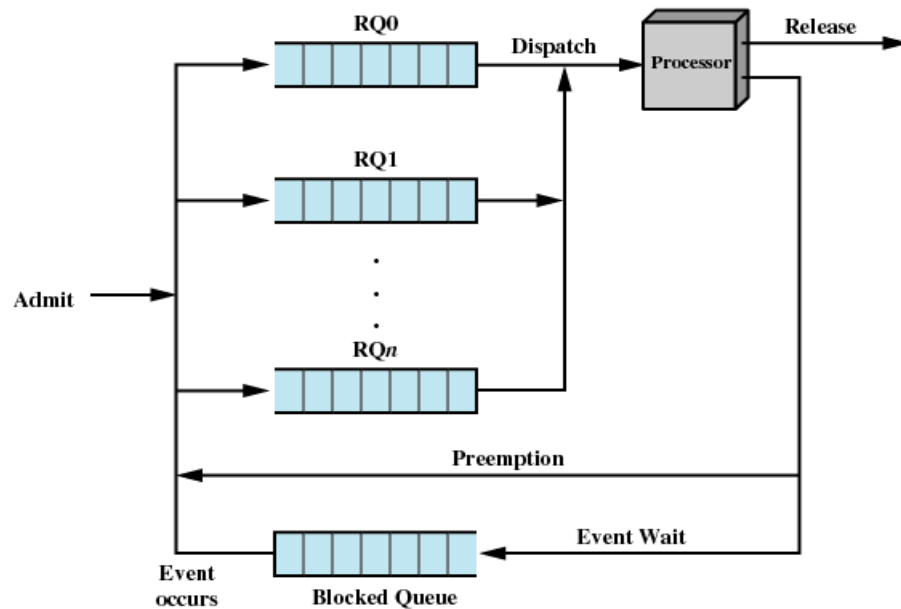 RQ0
Dispatch
Release
Processor
RQ1
Admit
RQn
Preemption
Event Wait
Event
occurs
Blocked Queue